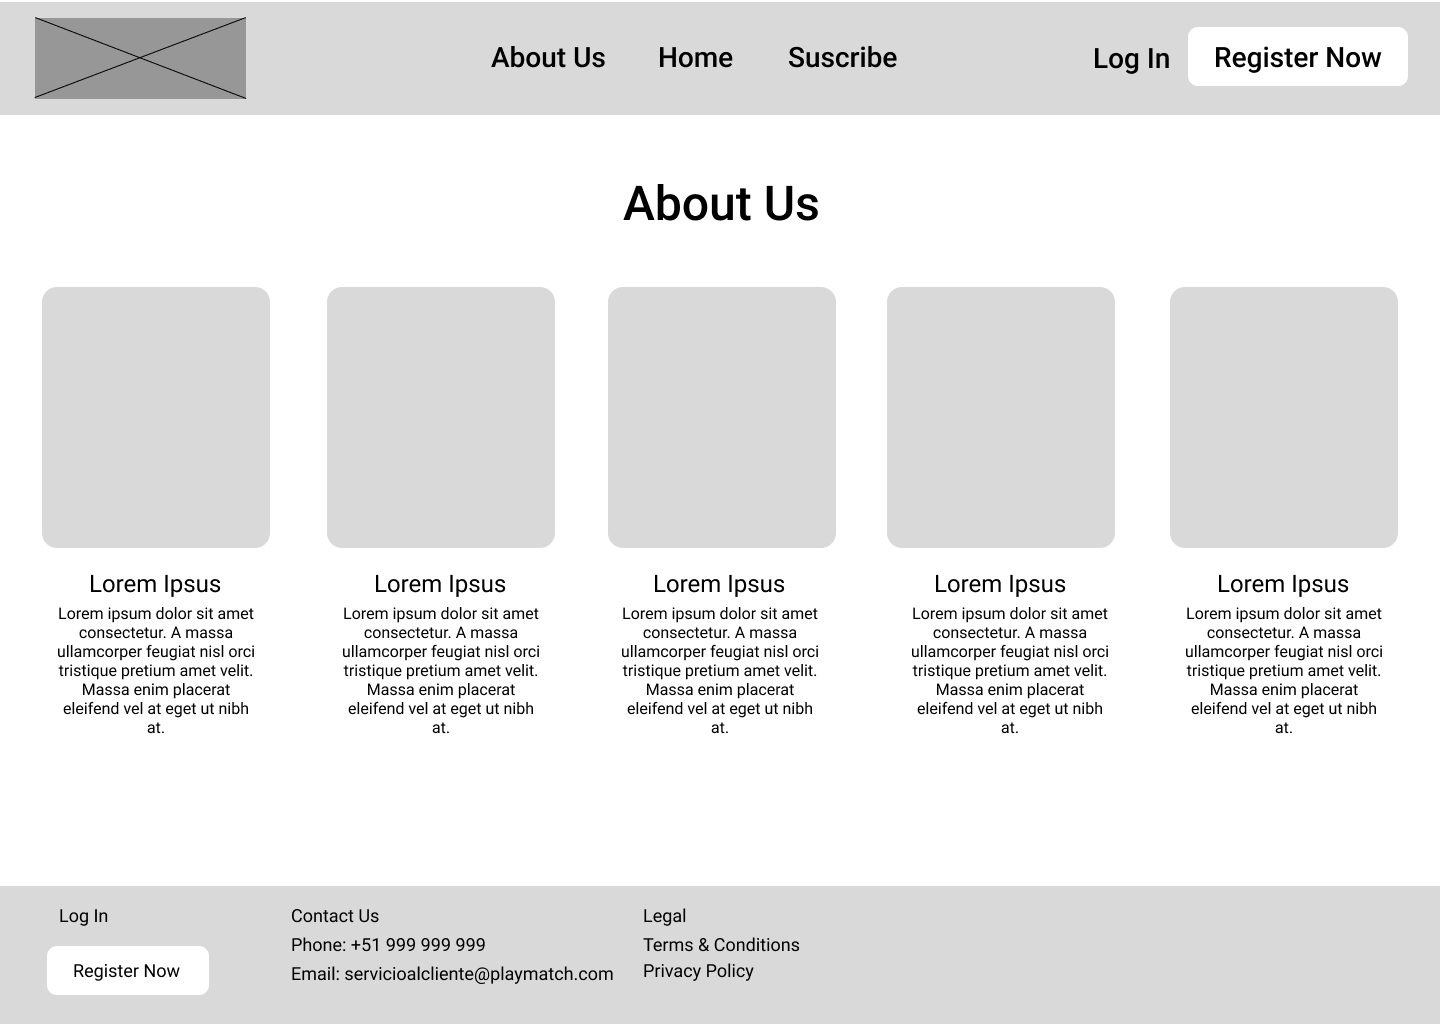 About Us
Home
Suscribe
Log In
Register Now
About Us
Lorem Ipsus
Lorem ipsum dolor sit amet
consectetur. A massa
ullamcorper feugiat nisl orci
tristique pretium amet velit.
Massa enim placerat
eleifend vel at eget ut nibh
at.
Lorem Ipsus
Lorem ipsum dolor sit amet
consectetur. A massa
ullamcorper feugiat nisl orci
tristique pretium amet velit.
Massa enim placerat
eleifend vel at eget ut nibh
at.
Lorem Ipsus
Lorem ipsum dolor sit amet
consectetur. A massa
ullamcorper feugiat nisl orci
tristique pretium amet velit.
Massa enim placerat
eleifend vel at eget ut nibh
at.
Lorem Ipsus
Lorem ipsum dolor sit amet
consectetur. A massa
ullamcorper feugiat nisl orci
tristique pretium amet velit.
Massa enim placerat
eleifend vel at eget ut nibh
at.
Lorem Ipsus
Lorem ipsum dolor sit amet
consectetur. A massa
ullamcorper feugiat nisl orci
tristique pretium amet velit.
Massa enim placerat
eleifend vel at eget ut nibh
at.
Log In
Register Now
Contact Us
Phone: +51 999 999 999
Email: servicioalcliente@playmatch.com
Legal
Terms & Conditions
Privacy Policy